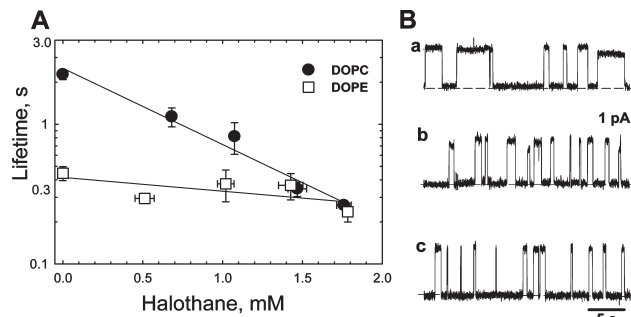 A
B
3.0
1
0.3
0.1
Lifetime, s
DOPC
DOPE
0.0
0.5
1.0
1.5
2.0
Halothane, mM
a
1 pA
b
c